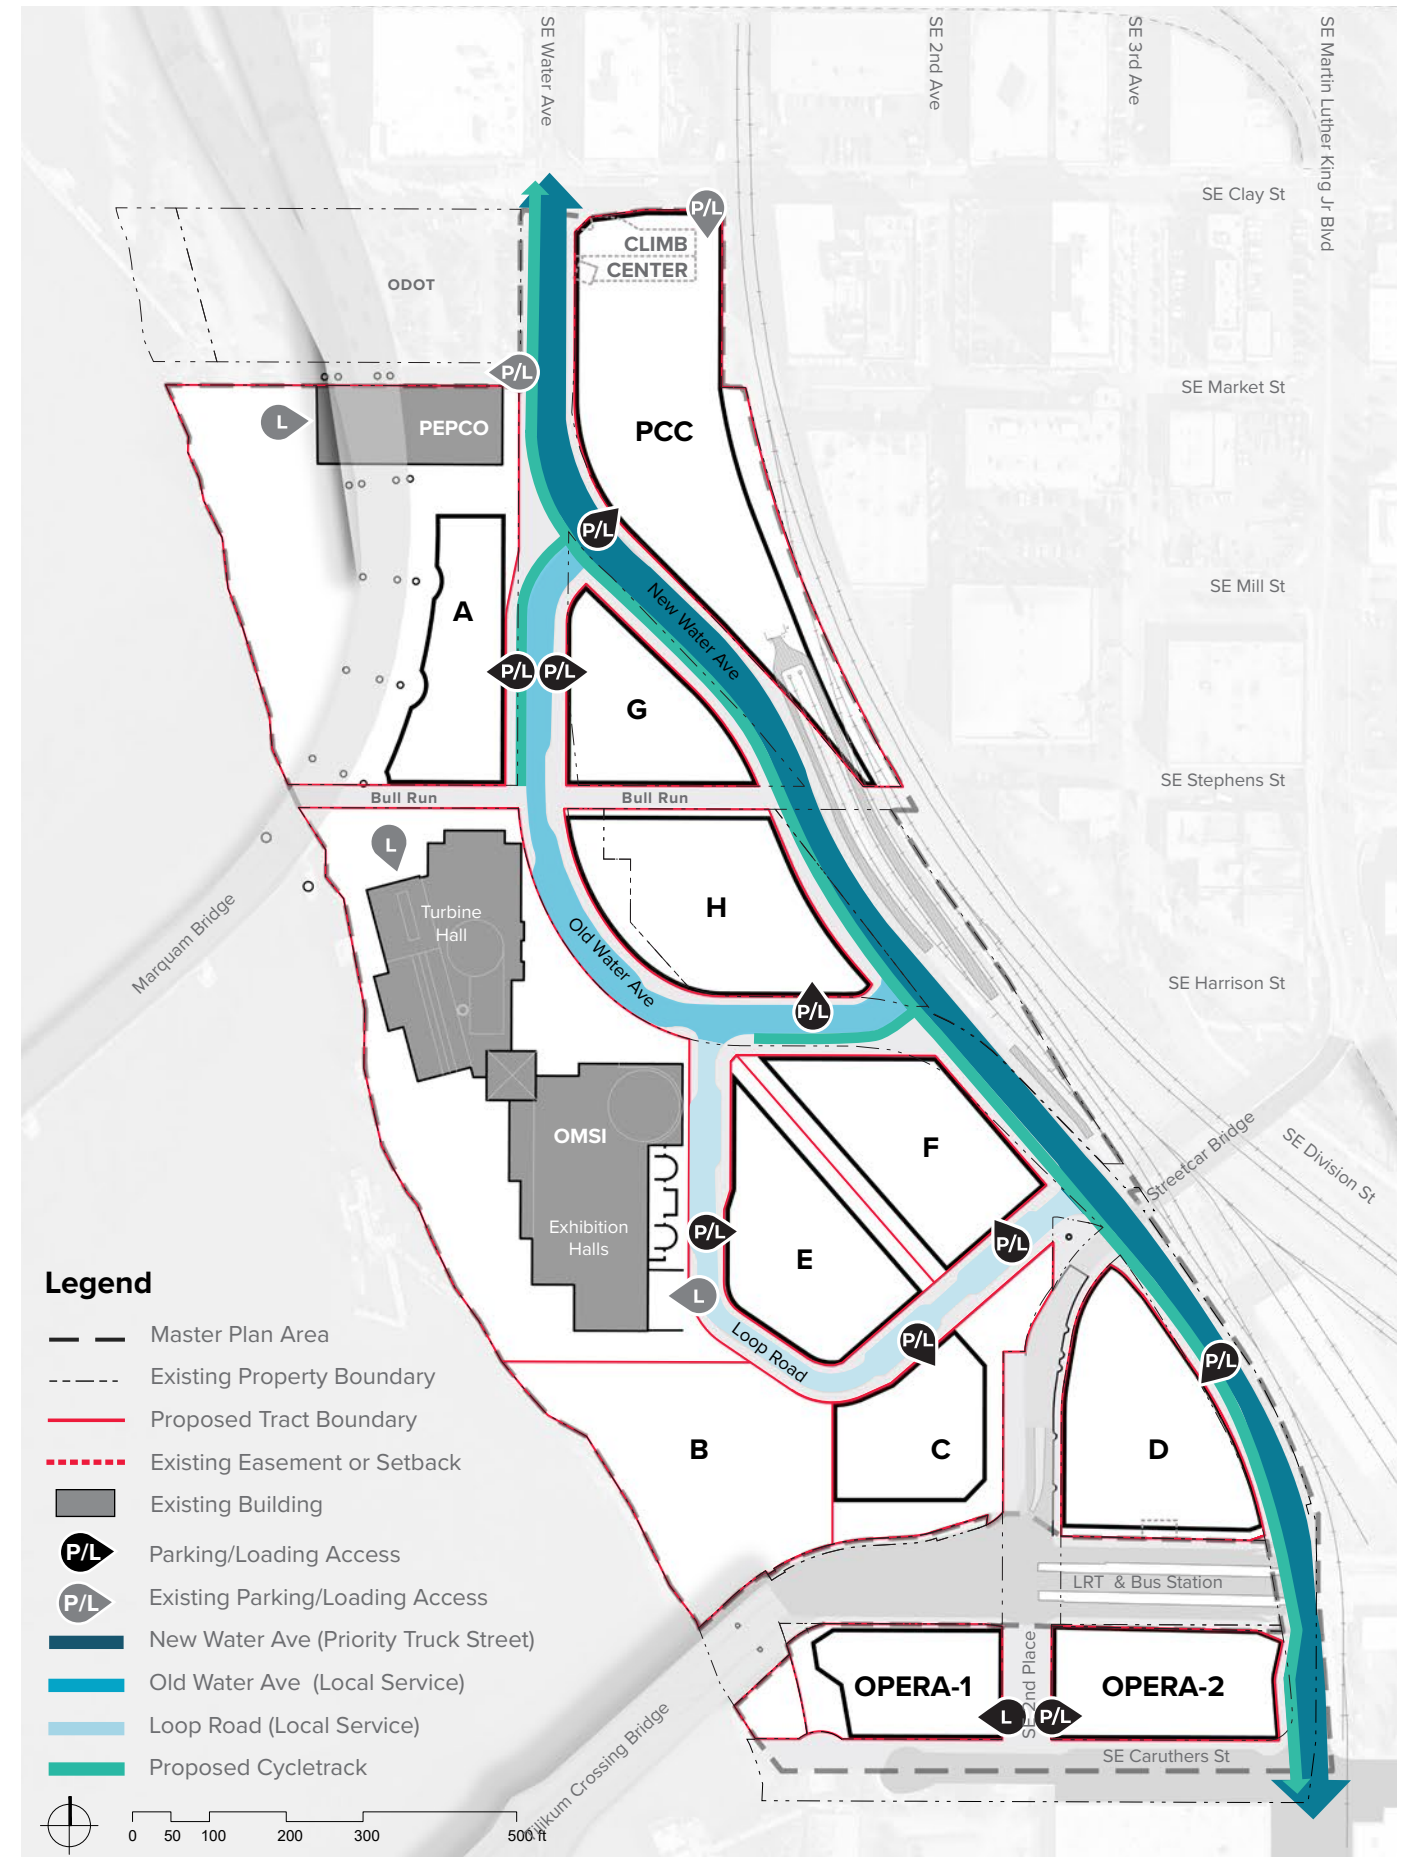 SE Water Ave
SE 2nd Ave
SE 3rd Ave
SE Martin Luther King Jr Blvd
SE Clay St
P/L
CLIMB
CENTER
ODOT
P/L
SE Market St
L
PEPCO
PCC
P/L
SE Mill St
A
New Water Ave
P/L
P/L
G
SE Stephens St
Bull Run
Bull Run
L
H
Turbine
Hall
Marquam Bridge
Old Water Ave
SE Harrison St
P/L
OMSI
F
Streetcar Bridge
SE Division St
Exhibition
Halls
P/L
P/L
E
L
Loop Road
P/L
P/L
B
C
D
LRT & Bus Station
SE 2nd Place
OPERA-1
OPERA-2
L
P/L
SE Caruthers St
Tilikum Crossing Bridge
Legend
Master Plan Area
Existing Property Boundary
Proposed Tract Boundary
Existing Easement or Setback
Existing Building
P/L
Parking/Loading Access
P/L
Existing Parking/Loading Access
New Water Ave (Priority Truck Street)
Old Water Ave (Local Service)
Loop Road (Local Service)
Proposed Cycletrack
0 50 100 200 300 500 ft